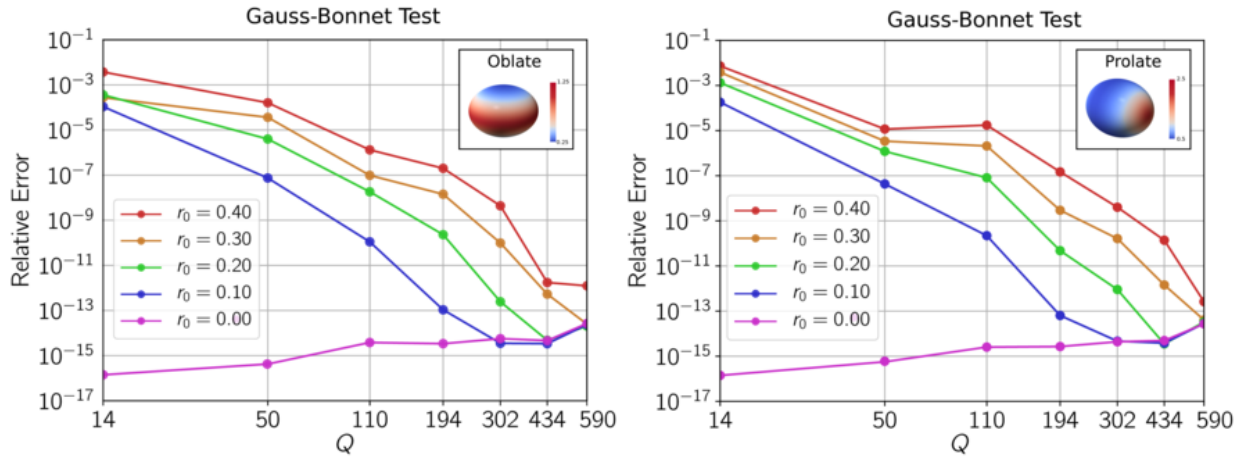 Gauss-Bonnet Test
10⁻¹
10⁻³
10⁻⁵
10⁻⁷
10⁻⁹
10⁻¹¹
10⁻¹³
10⁻¹⁵
10⁻¹⁷
Relative Error
Oblate
1.25
0.25
r₀ = 0.40
r₀ = 0.30
r₀ = 0.20
r₀ = 0.10
r₀ = 0.00
14 50 110 194 302 434 590
Q
Gauss-Bonnet Test
10⁻¹
10⁻³
10⁻⁵
10⁻⁷
10⁻⁹
10⁻¹¹
10⁻¹³
10⁻¹⁵
10⁻¹⁷
Relative Error
Prolate
2.5
0.5
r₀ = 0.40
r₀ = 0.30
r₀ = 0.20
r₀ = 0.10
r₀ = 0.00
14 50 110 194 302 434 590
Q